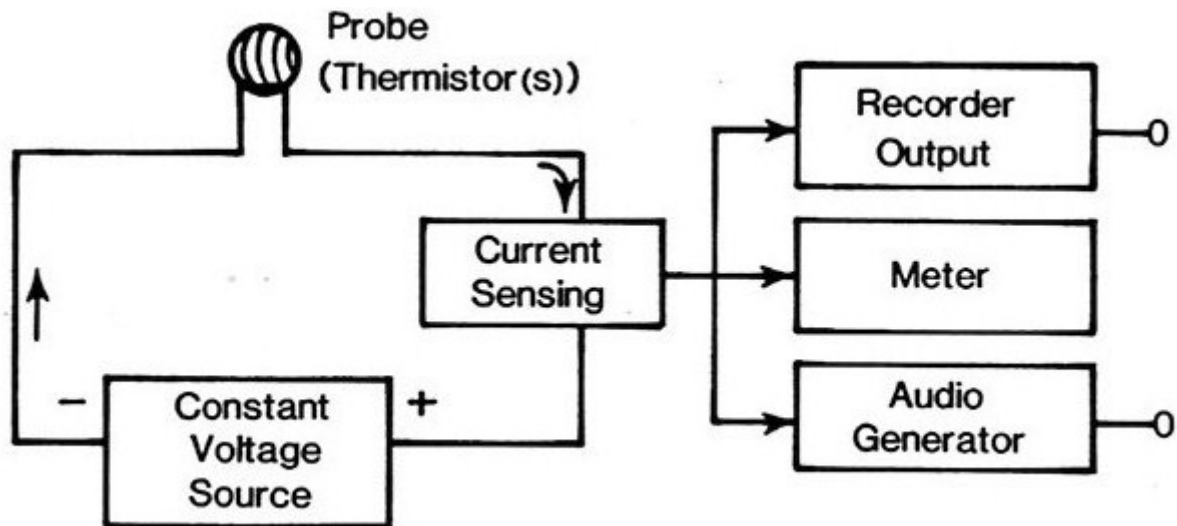 Probe
(Thermistor(s))
Recorder
Output
Current
Sensing
Meter
− Constant +
Voltage
Source
Audio
Generator